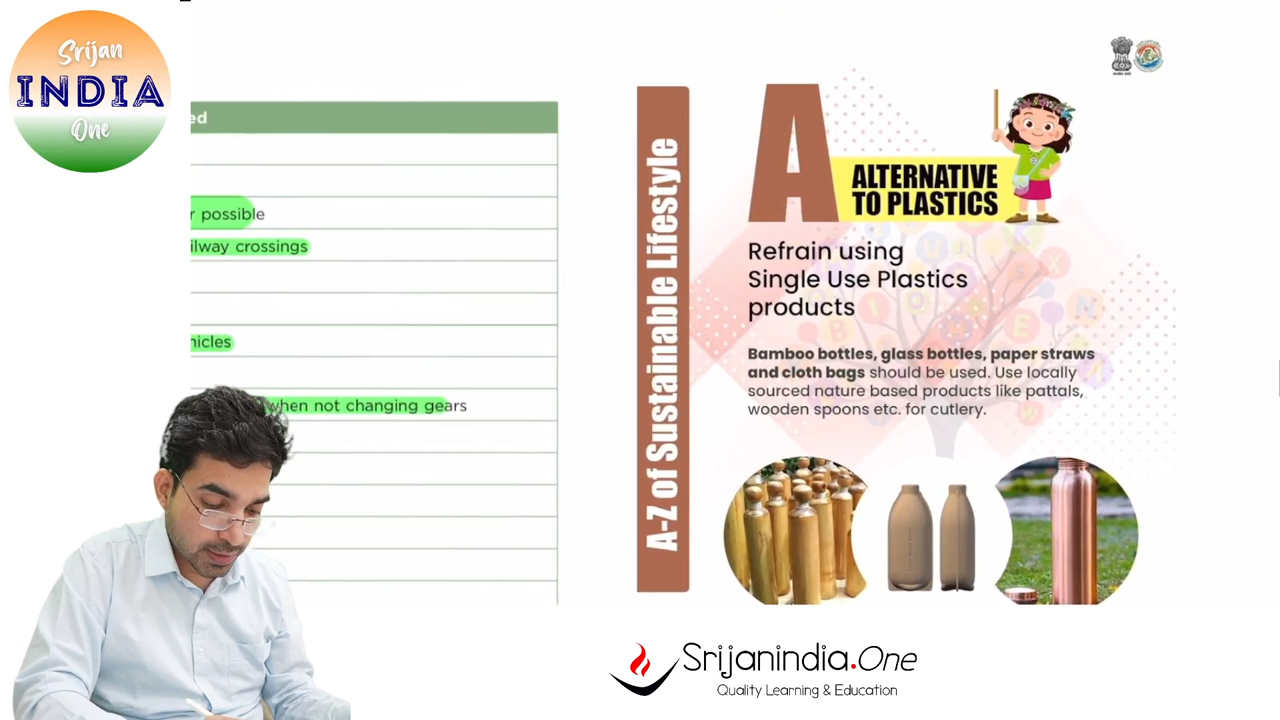 Srijan
INDIA
One
ed
r possible
ilway crossings
nicles
when not changing gears
A-Z of Sustainable Lifestyle
A
ALTERNATIVE
TO PLASTICS
Refrain using
Single Use Plastics
products
Bamboo bottles, glass bottles, paper straws
and cloth bags should be used. Use locally
sourced nature based products like pattals,
wooden spoons etc. for cutlery.
Srijanindia.One
Quality Learning & Education